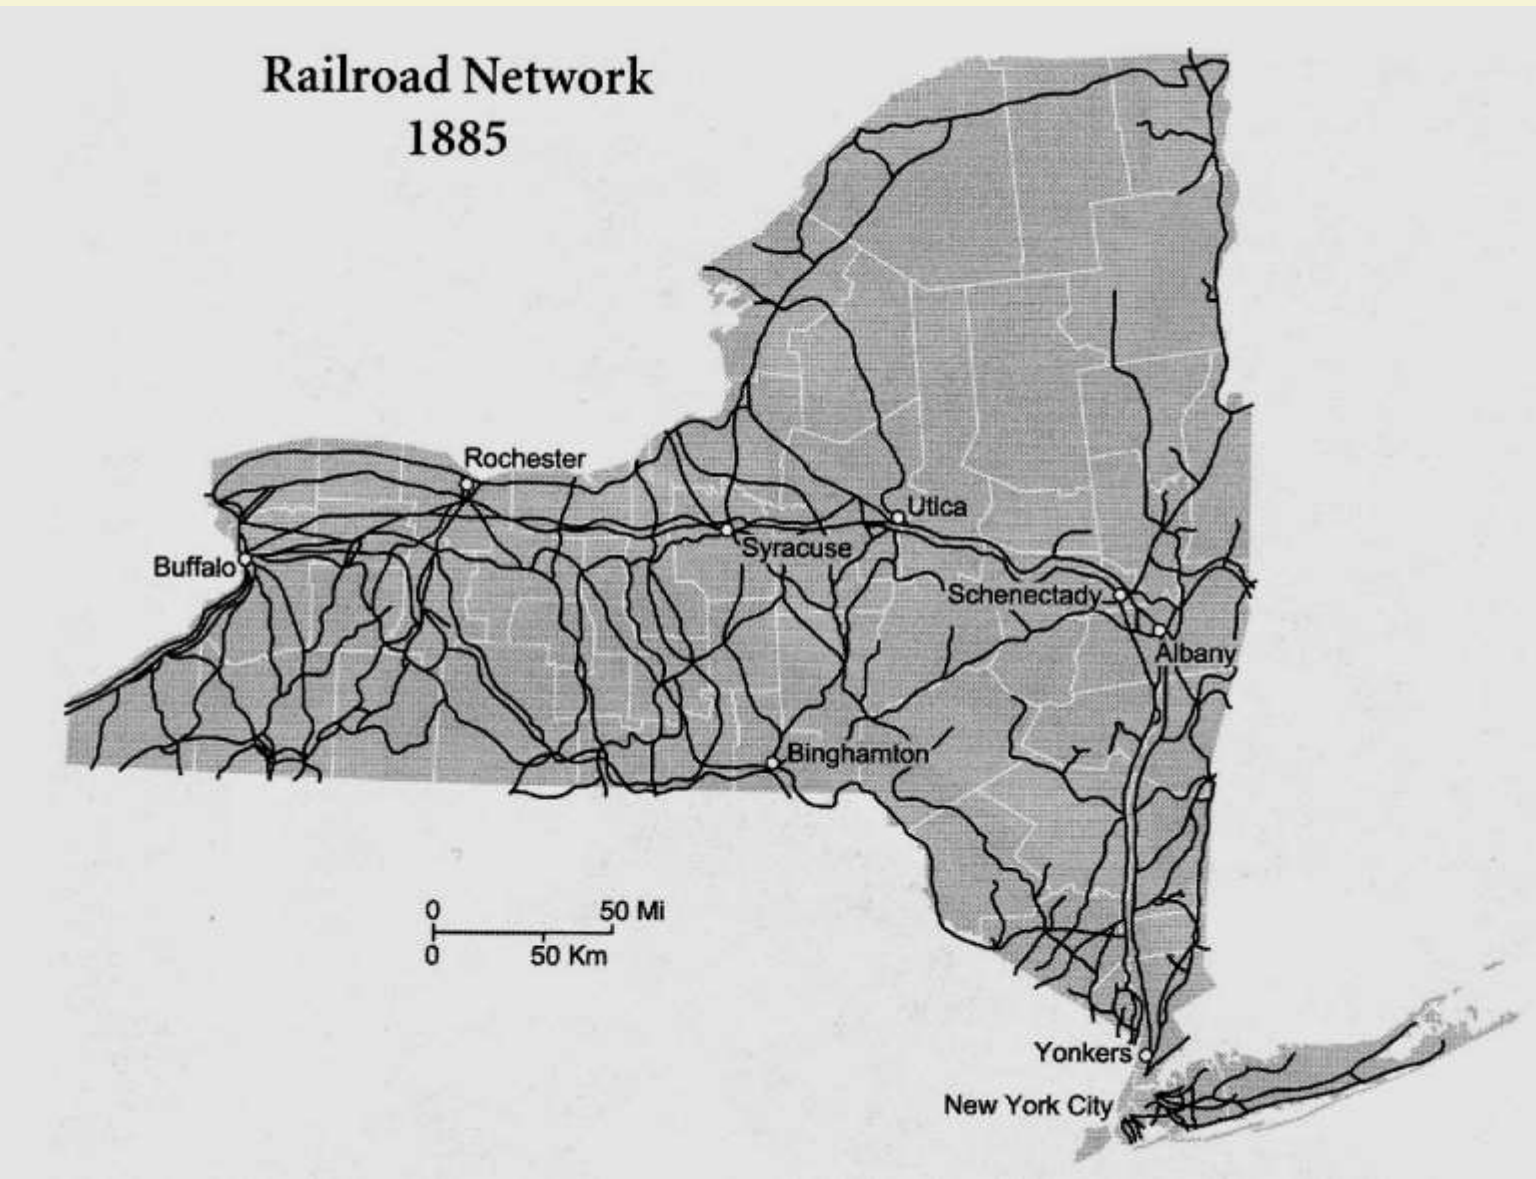 Railroad Network
1885
Rochester
Utica
Syracuse
Buffalo
Schenectady
Albany
Binghamton
0 50 Mi
0 50 Km
Yonkers
New York City